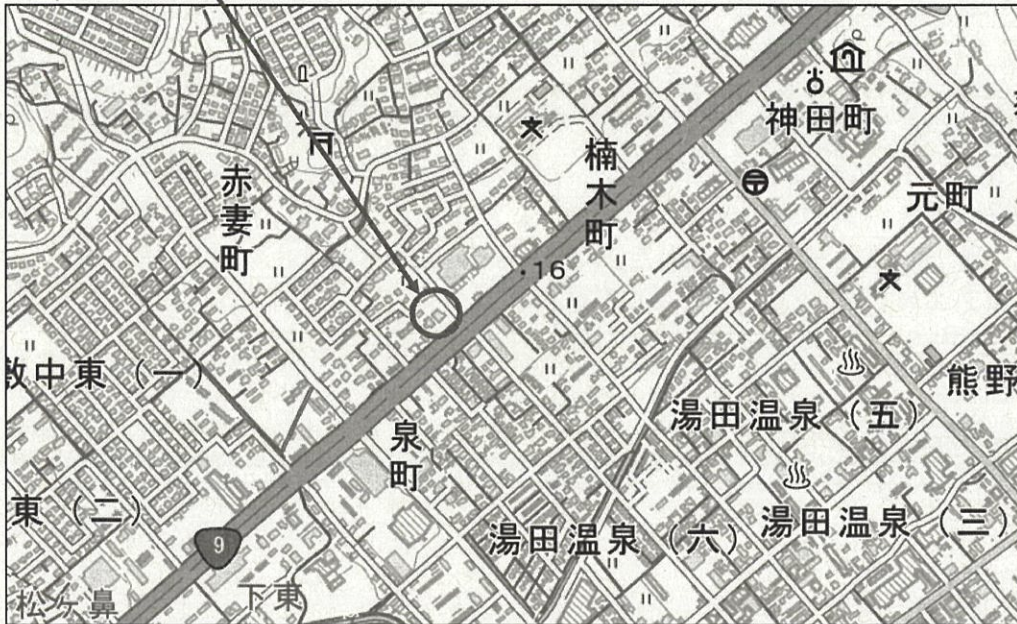 神田町
楠木町
赤妻町
元町
・16
中東（一）
熊野
湯田温泉（五）
泉町
東（二）
湯田温泉（六）
湯田温泉（三）
9
松ケ鼻
下東